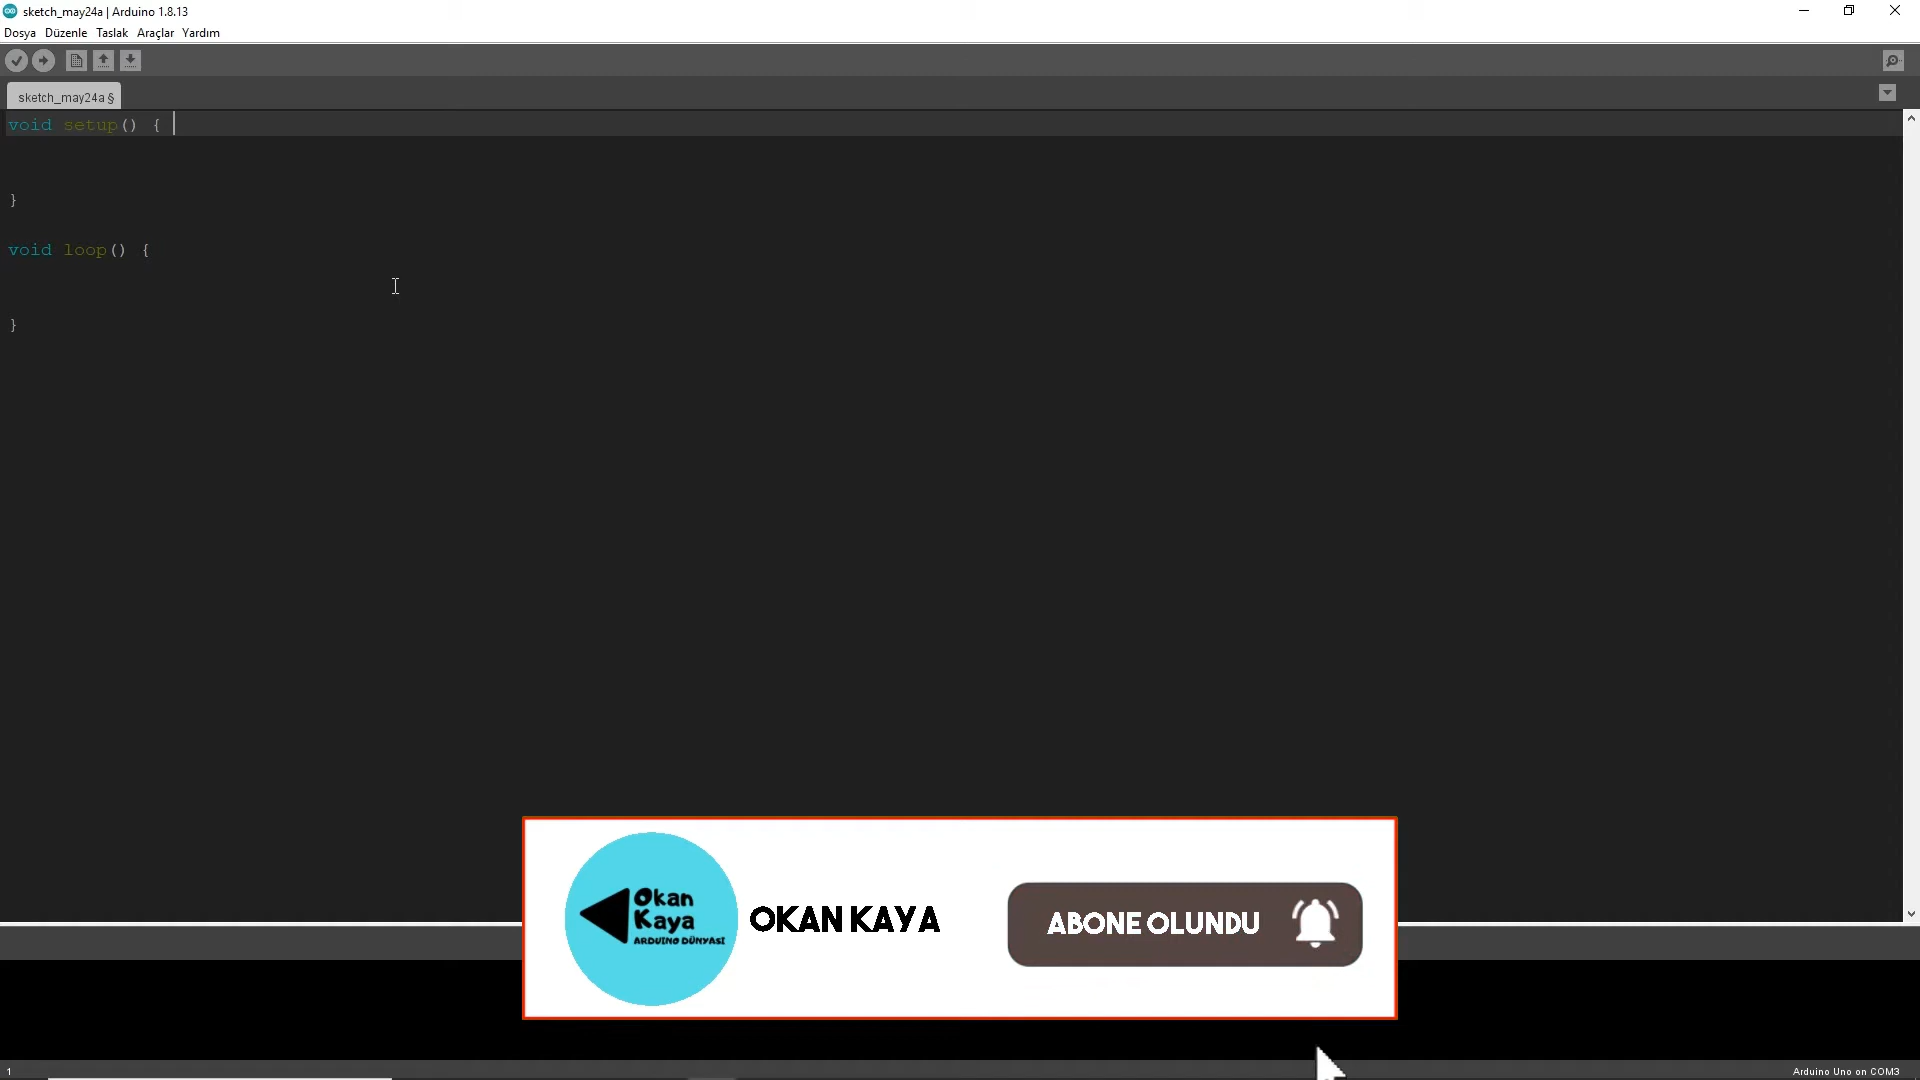 sketch_may24a | Arduino 1.8.13
Dosya Düzenle Taslak Araçlar Yardım
sketch_may24a §
void setup() {
}
void loop() {
}
Okan
Kaya
ARDUINO DÜNYASI
OKAN KAYA
ABONE OLUNDU
1
Arduino Uno on COM3